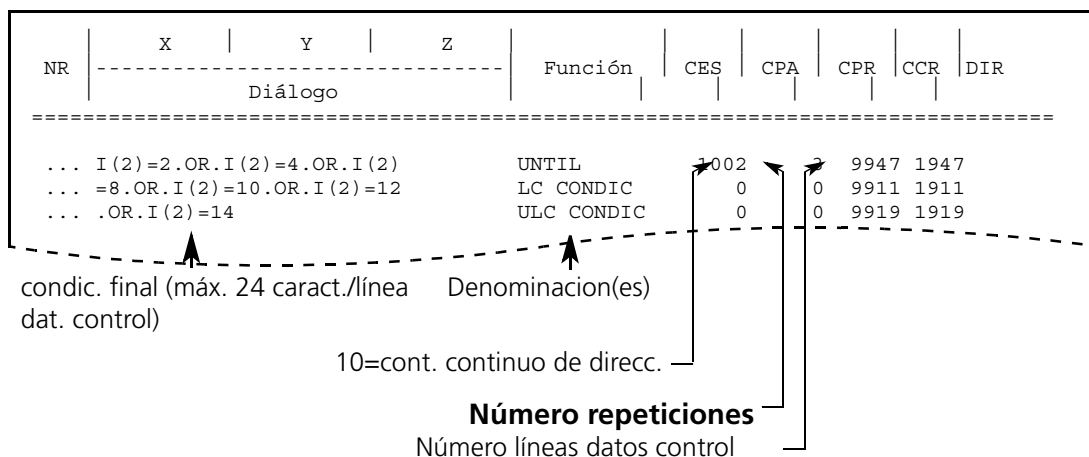 X | Y | Z
NR |--------------------------------| Función | CES | CPA | CPR |CCR |DIR
Diálogo
================================================================================
... I(2)=2.OR.I(2)=4.OR.I(2) UNTIL 1002 3 9947 1947
... =8.OR.I(2)=10.OR.I(2)=12 LC CONDIC 0 0 9911 1911
... .OR.I(2)=14 ULC CONDIC 0 0 9919 1919
condic. final (máx. 24 caract./línea Denominacion(es)
dat. control)
10=cont. continuo de direcc.
Número repeticiones
Número líneas datos control